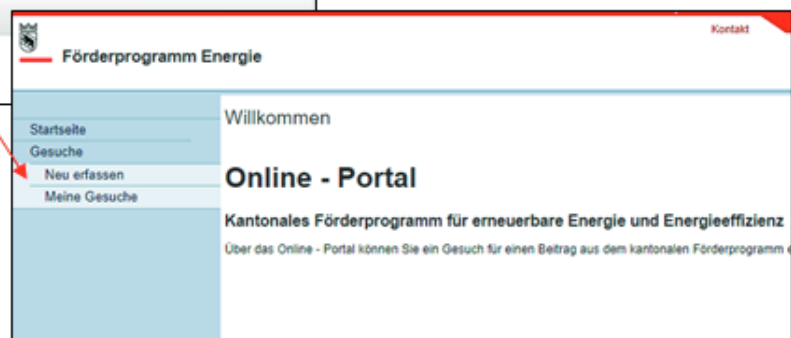 Kontakt
Förderprogramm Energie
Startseite
Gesuche
Neu erfassen
Meine Gesuche
Willkommen
Online - Portal
Kantonales Förderprogramm für erneuerbare Energie und Energieeffizienz
Über das Online - Portal können Sie ein Gesuch für einen Beitrag aus dem kantonalen Förderprogramm